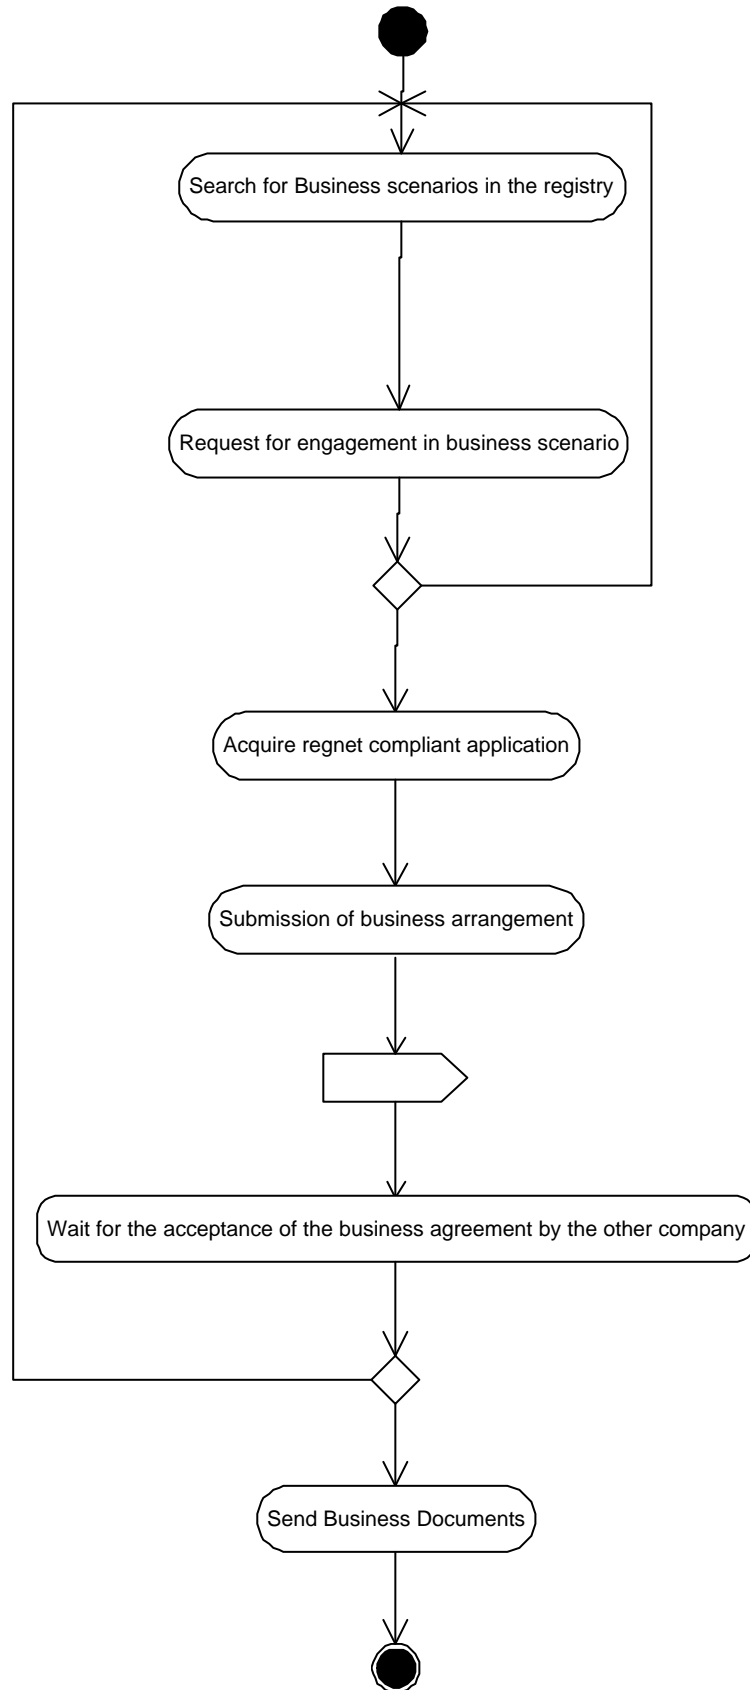 Search for Business scenarios in the registry
Request for engagement in business scenario
Acquire regnet compliant application
Submission of business arrangement
Wait for the acceptance of the business agreement by the other company
Send Business Documents